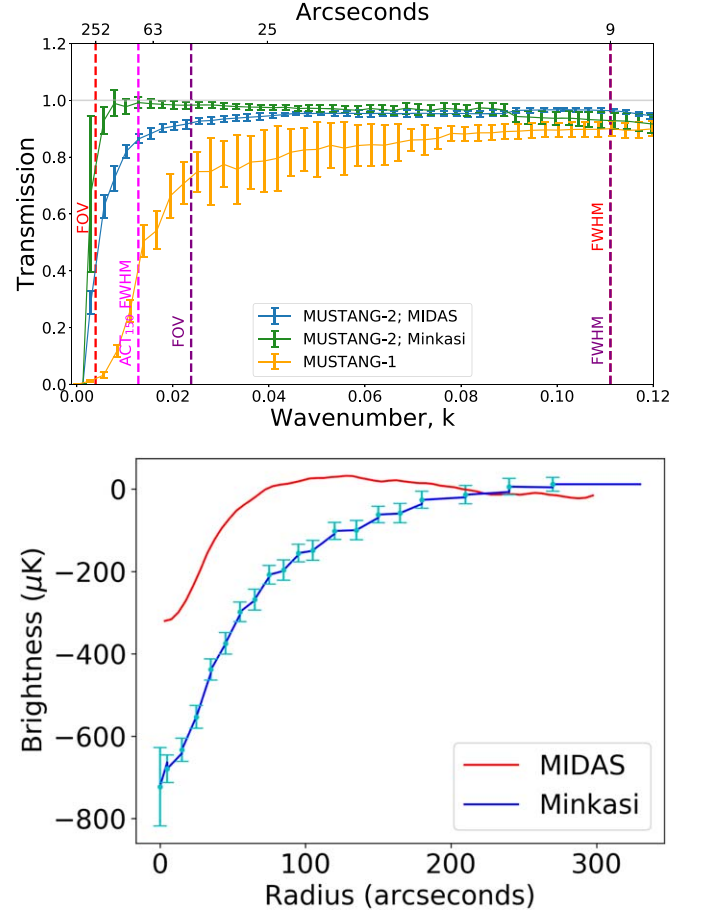 Arcseconds
252 63 25 9
1.2
1.0
0.8
0.6
0.4
0.2
0.0
Transmission
FOV
ACT150 FWHM
FOV
FWHM
FWHM
MUSTANG-2; MIDAS
MUSTANG-2; Minkasi
MUSTANG-1
0.00 0.02 0.04 0.06 0.08 0.10 0.12
Wavenumber, k
0
−200
−400
−600
−800
Brightness (μK)
MIDAS
Minkasi
0 100 200 300
Radius (arcseconds)